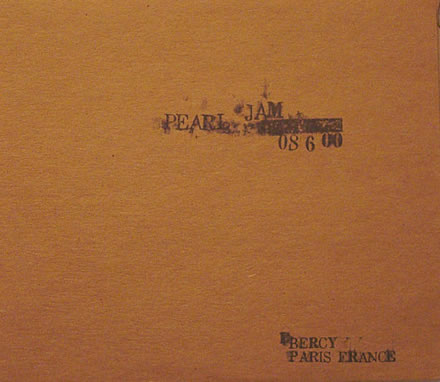 PEARL JAM
08 6 00
BERCY
PARIS FRANCE